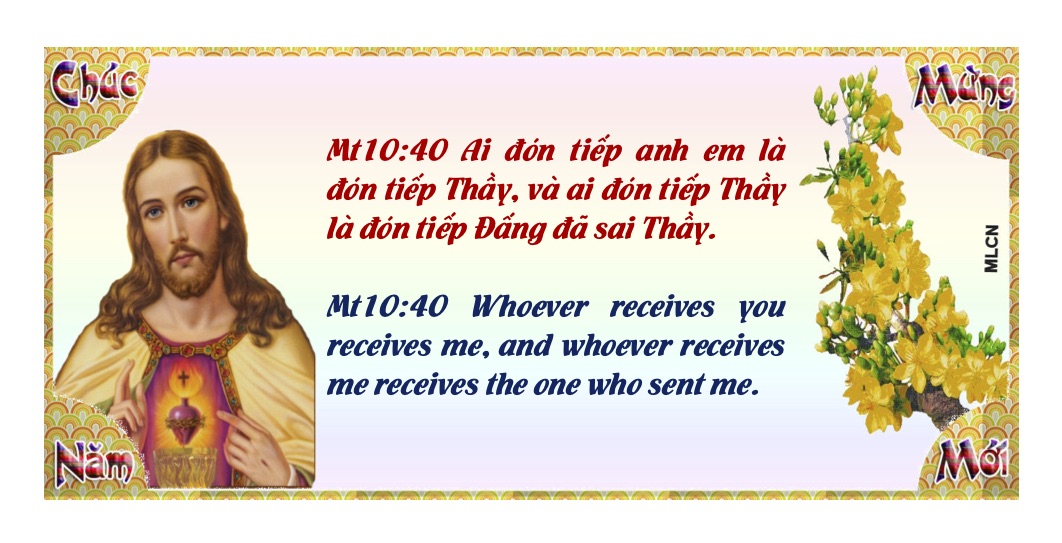 Chúc
Mừng
Mt10:40 Ai đón tiếp anh em là
đón tiếp Thầy, và ai đón tiếp Thầy
là đón tiếp Đấng đã sai Thầy.
MLCN
Mt10:40 Whoever receives you
receives me, and whoever receives
me receives the one who sent me.
Năm
Mới